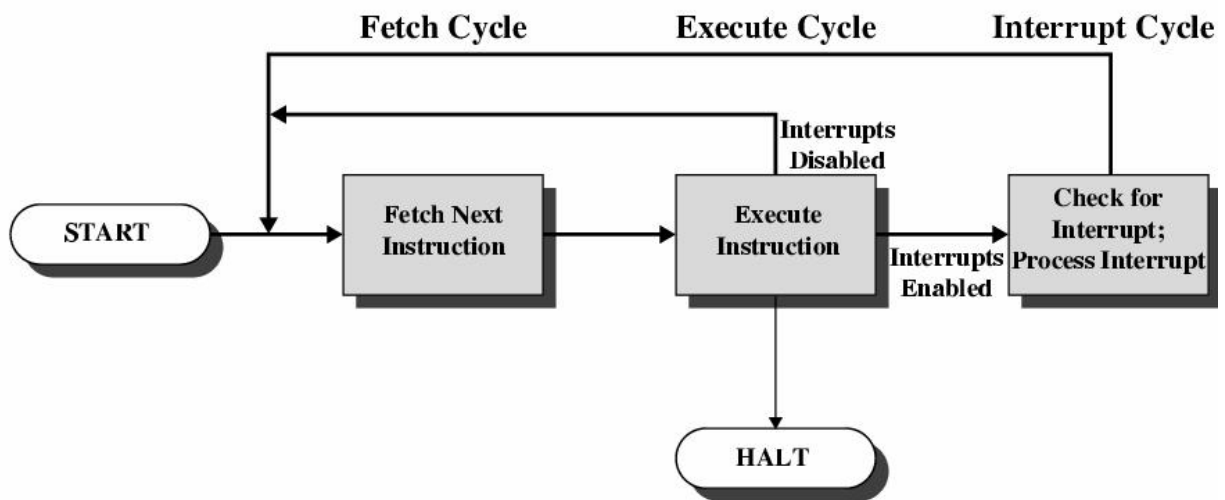 Fetch Cycle
Execute Cycle
Interrupt Cycle
Interrupts
Disabled
START
Fetch Next
Instruction
Execute
Instruction
Interrupts
Enabled
Check for
Interrupt;
Process Interrupt
HALT